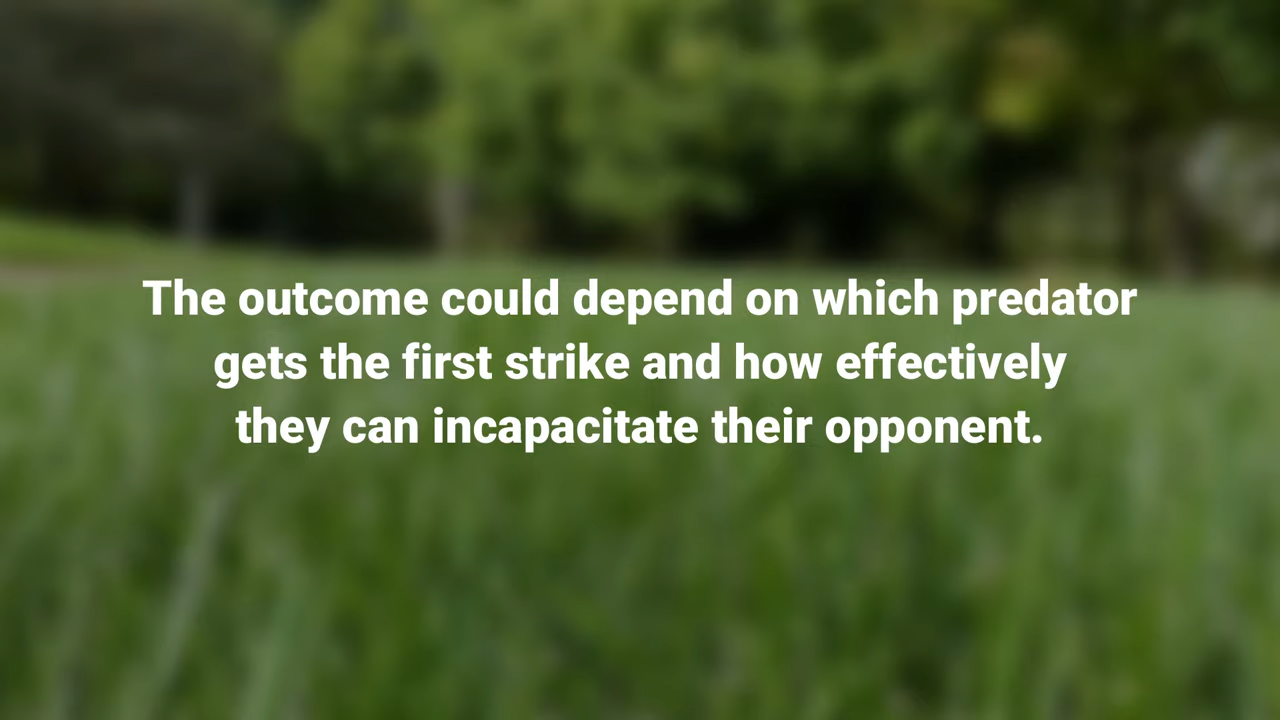 The outcome could depend on which predator
gets the first strike and how effectively
they can incapacitate their opponent.